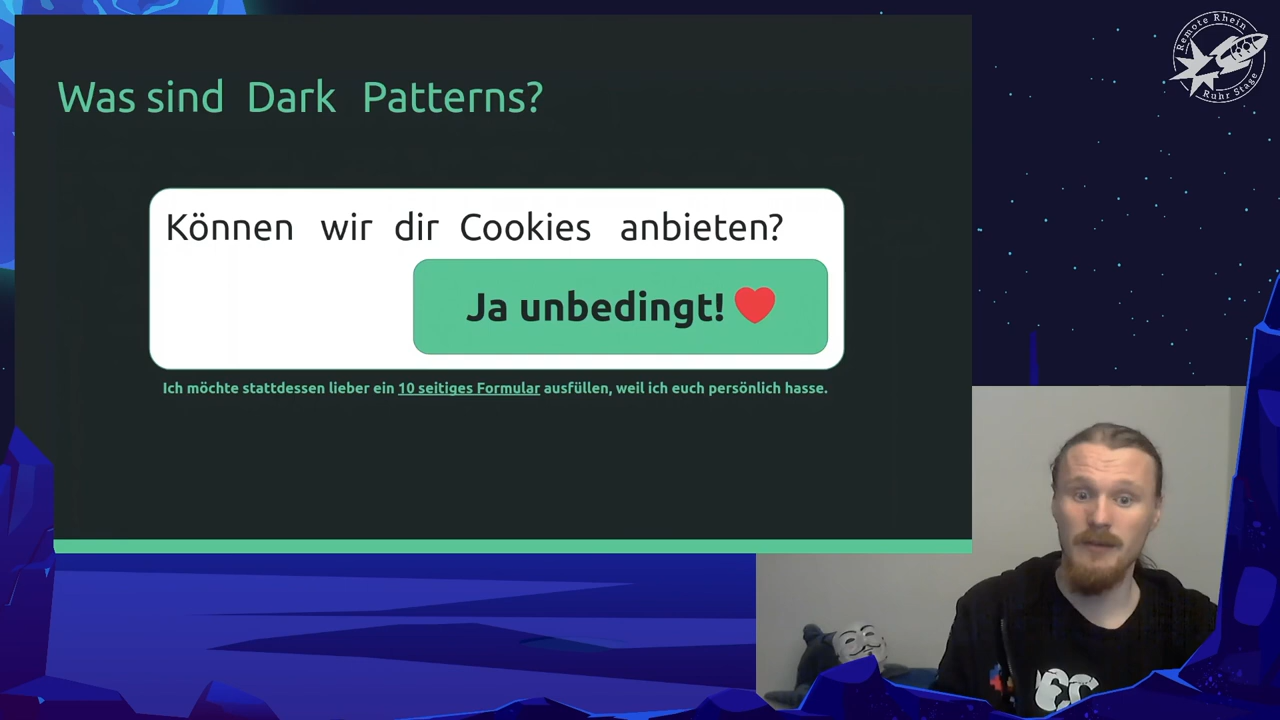 Was sind Dark Patterns?
Können wir dir Cookies anbieten?
Ja unbedingt!
Ich möchte stattdessen lieber ein 10 seitiges Formular ausfüllen, weil ich euch persönlich hasse.
Remote Rhein
Ruhr Stage